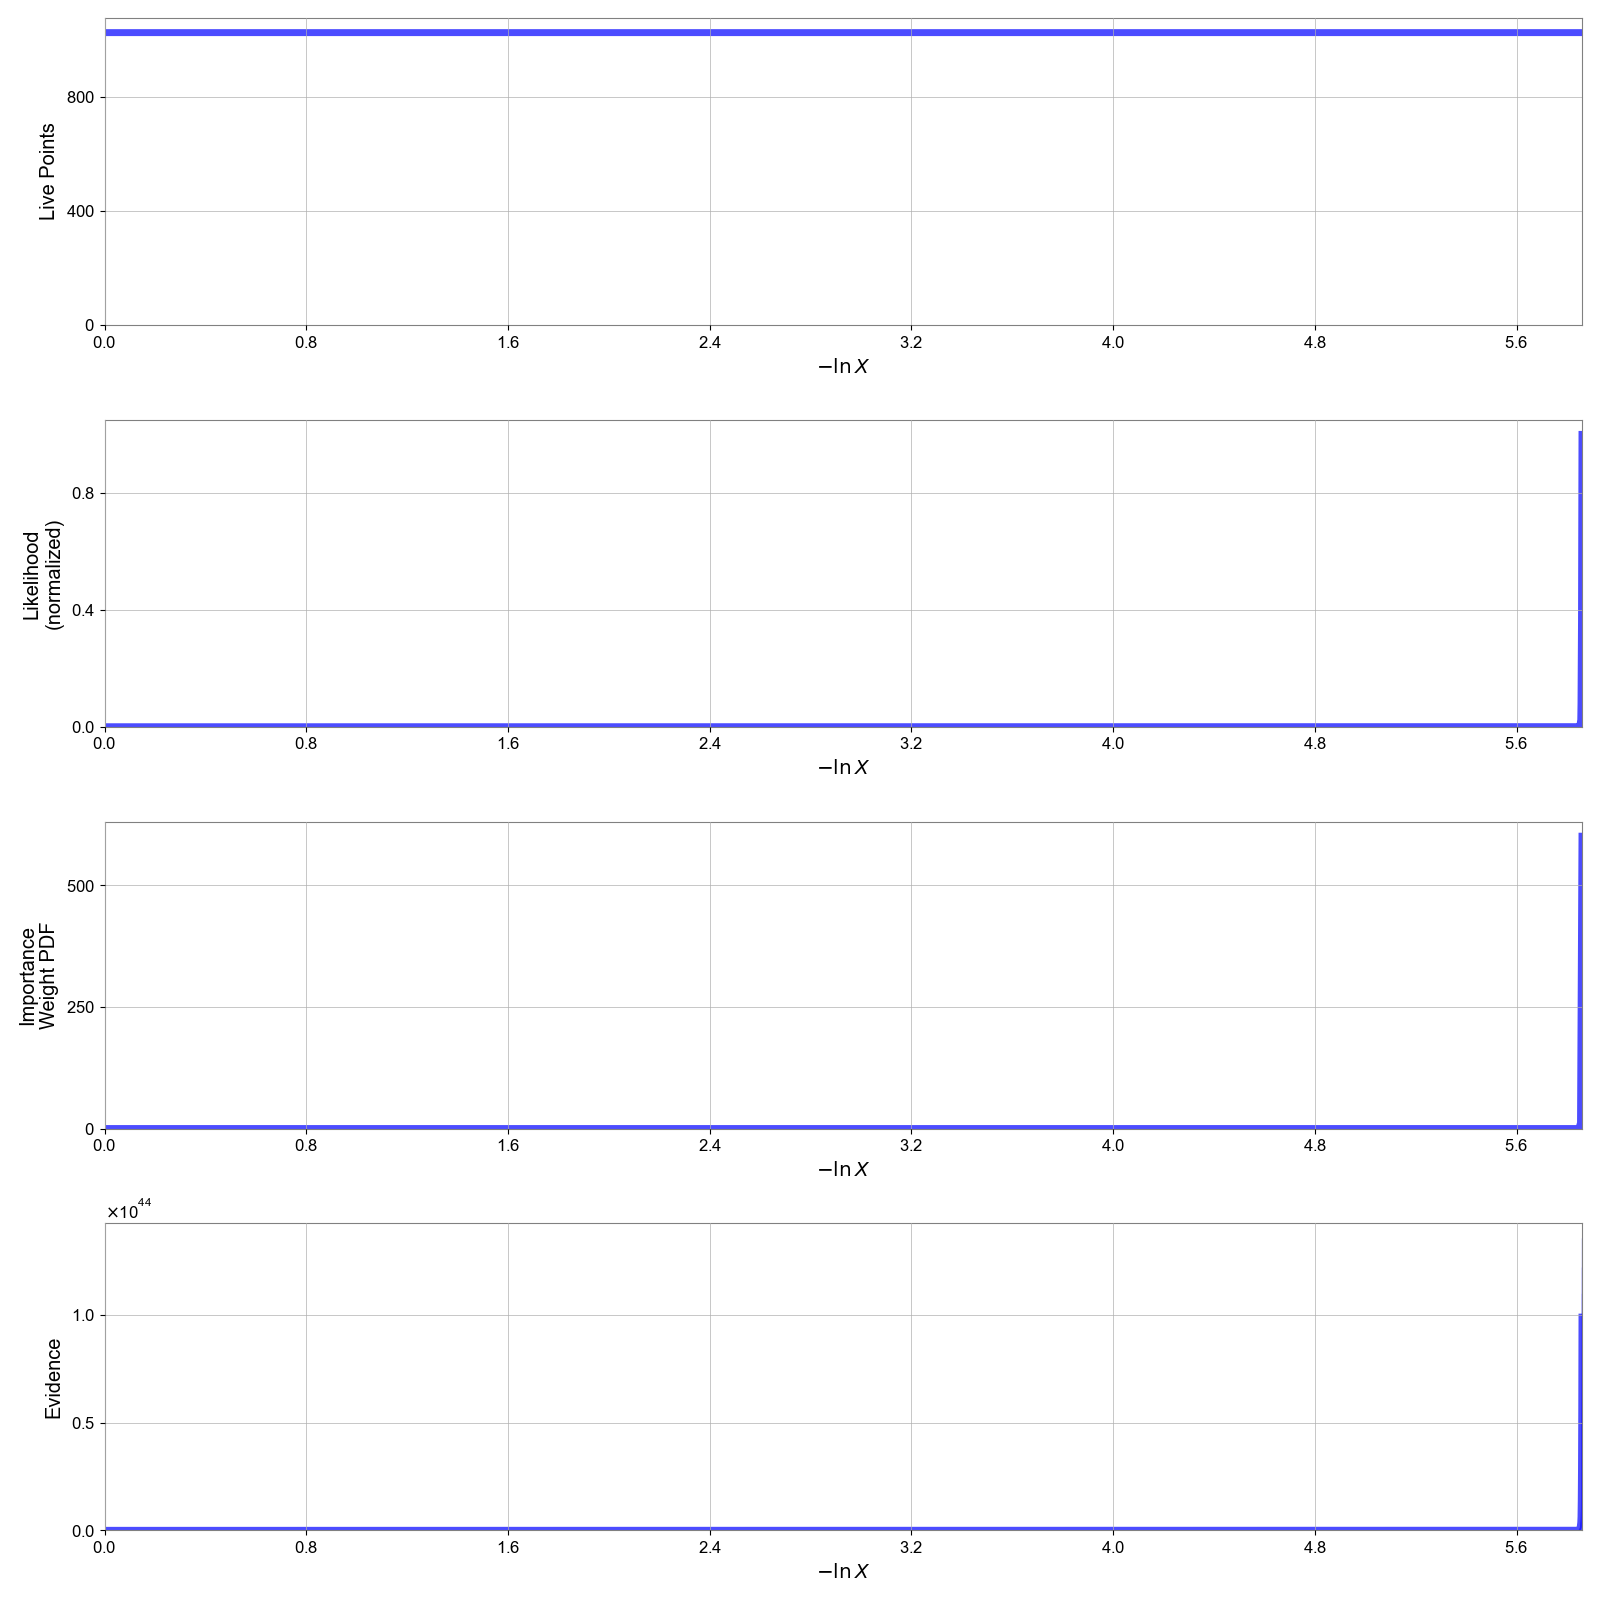 800
400
0
Live Points
0.0 0.8 1.6 2.4 3.2 4.0 4.8 5.6
−ln X
0.8
0.4
0.0
Likelihood
(normalized)
0.0 0.8 1.6 2.4 3.2 4.0 4.8 5.6
−ln X
500
250
0
Importance
Weight PDF
0.0 0.8 1.6 2.4 3.2 4.0 4.8 5.6
−ln X
×10⁴⁴
1.0
0.5
0.0
Evidence
0.0 0.8 1.6 2.4 3.2 4.0 4.8 5.6
−ln X